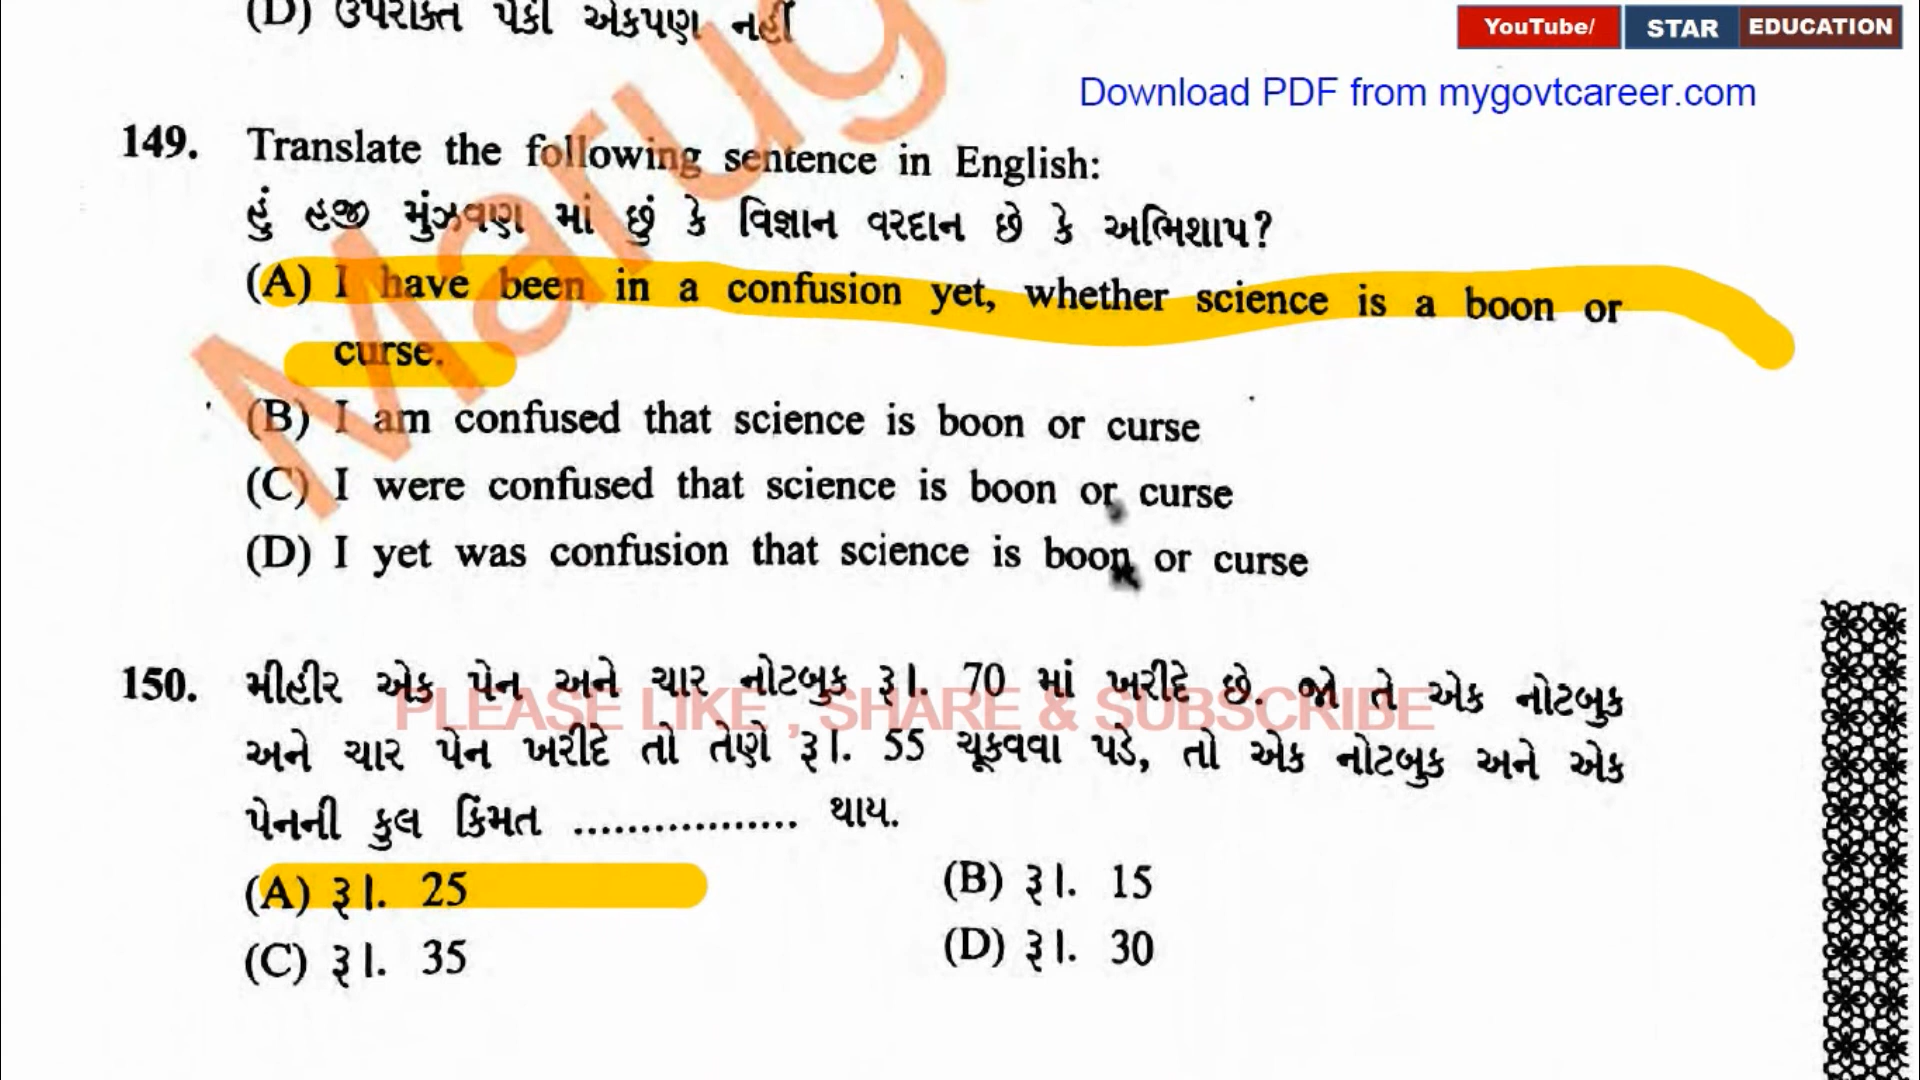 (D) ઉપરોક્ત પૈકી એકપણ નહીં
YouTube/ STAR EDUCATION
Download PDF from mygovtcareer.com
149. Translate the following sentence in English:
હું હજી મુંઝવણ માં છું કે વિજ્ઞાન વરદાન છે કે અભિશાપ?
(A) I have been in a confusion yet, whether science is a boon or
curse.
(B) I am confused that science is boon or curse
(C) I were confused that science is boon or curse
(D) I yet was confusion that science is boon or curse
150. મીહીર એક પેન અને ચાર નોટબુક રૂા. 70 માં ખરીદે છે. જો તે એક નોટબુક
PLEASE LIKE , SHARE & SUBSCRIBE
અને ચાર પેન ખરીદે તો તેણે રૂા. 55 ચૂકવવા પડે, તો એક નોટબુક અને એક
પેનની કુલ કિંમત ................. થાય.
(A) રૂા. 25 (B) રૂા. 15
(C) રૂા. 35 (D) રૂા. 30
Marug